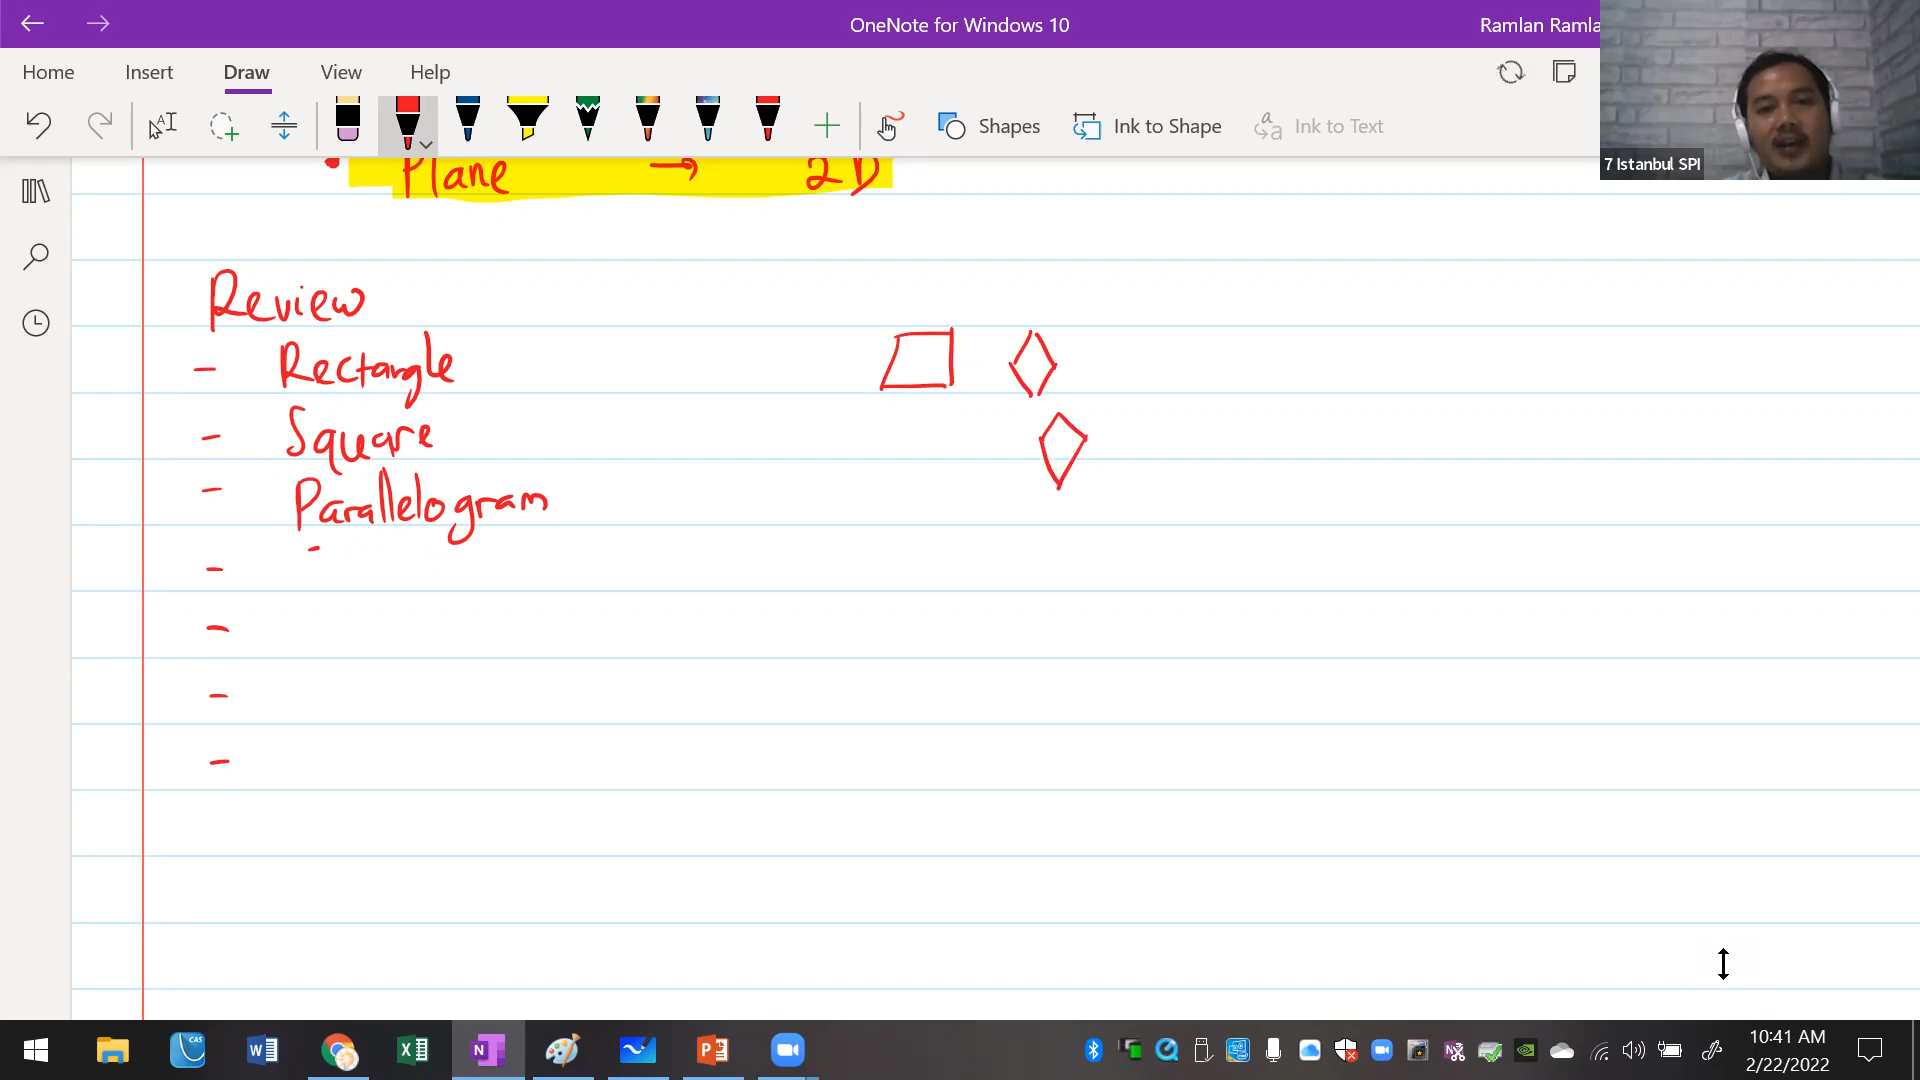 OneNote for Windows 10
Ramlan Ramla
Home Insert Draw View Help
Shapes Ink to Shape Ink to Text
7 Istanbul SPI
• Plane → 2D
Review
- Rectangle
- Square
- Parallelogram
-
-
-
-
10:41 AM
2/22/2022